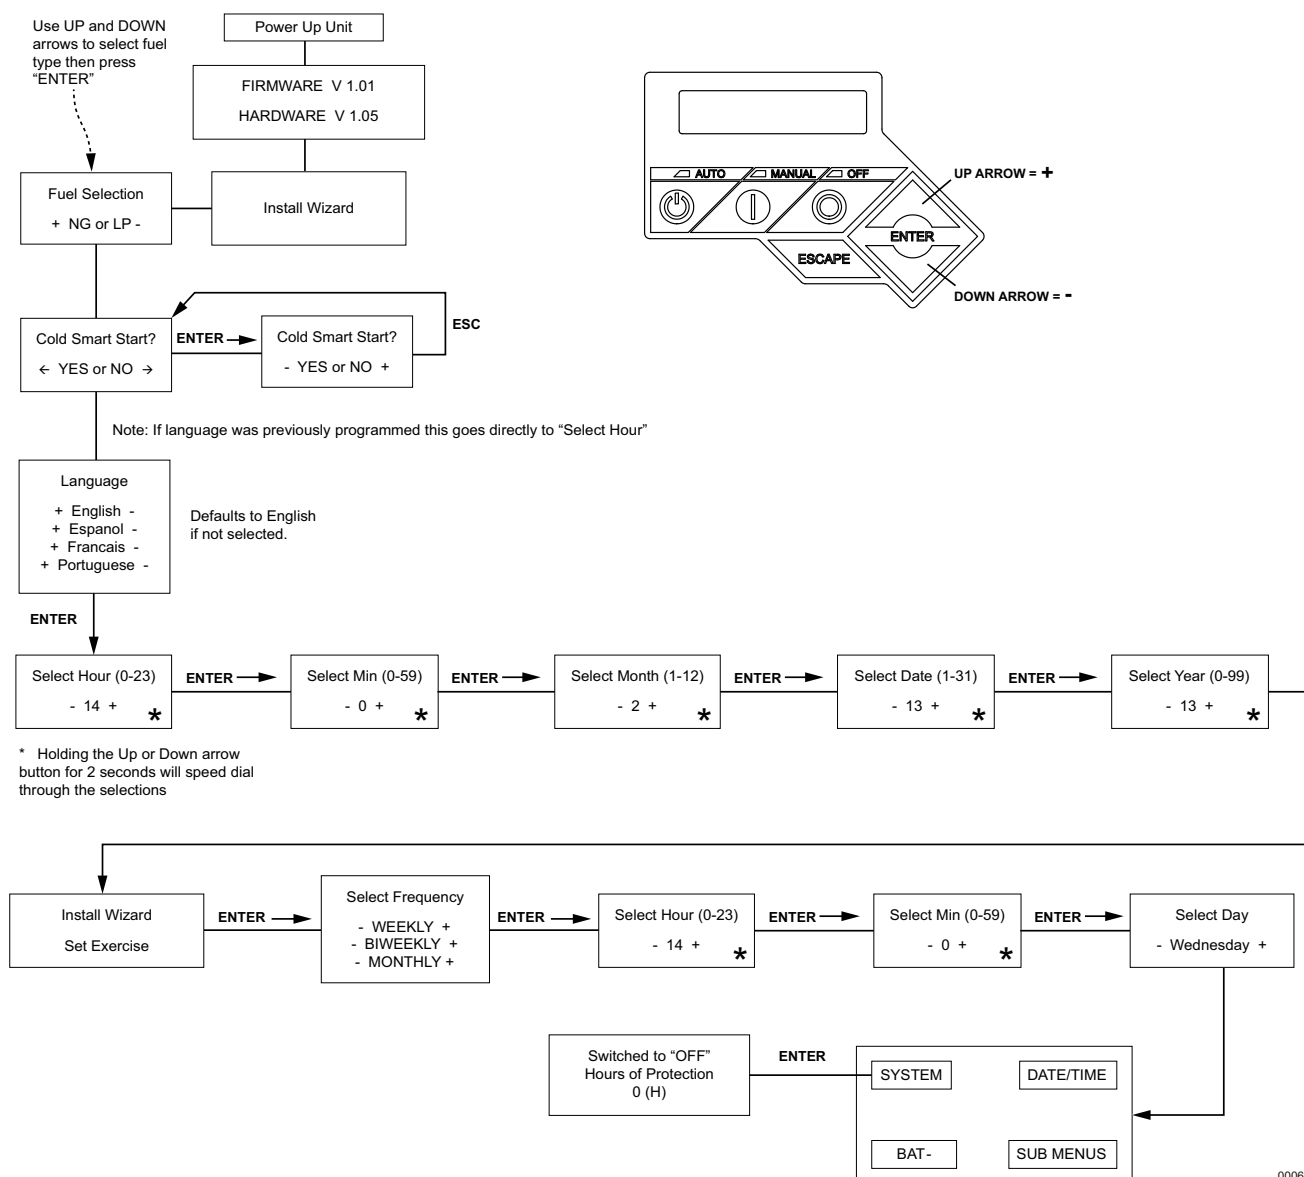 Use UP and DOWN
arrows to select fuel
type then press
“ENTER”
Power Up Unit
FIRMWARE V 1.01
HARDWARE V 1.05
Fuel Selection
+ NG or LP -
Install Wizard
AUTO
MANUAL
OFF
ENTER
ESCAPE
UP ARROW = +
DOWN ARROW = -
Cold Smart Start?
← YES or NO →
ENTER
Cold Smart Start?
- YES or NO +
ESC
Note: If language was previously programmed this goes directly to “Select Hour”
Language
+ English -
+ Espanol -
+ Francais -
+ Portuguese -
Defaults to English
if not selected.
ENTER
Select Hour (0-23)
- 14 +
*
ENTER
Select Min (0-59)
- 0 +
*
ENTER
Select Month (1-12)
- 2 +
*
ENTER
Select Date (1-31)
- 13 +
*
ENTER
Select Year (0-99)
- 13 +
*
* Holding the Up or Down arrow
button for 2 seconds will speed dial
through the selections
Install Wizard
Set Exercise
ENTER
Select Frequency
- WEEKLY +
- BIWEEKLY +
- MONTHLY +
ENTER
Select Hour (0-23)
- 14 +
*
ENTER
Select Min (0-59)
- 0 +
*
ENTER
Select Day
- Wednesday +
Switched to “OFF”
Hours of Protection
0 (H)
ENTER
SYSTEM
DATE/TIME
BAT-
SUB MENUS